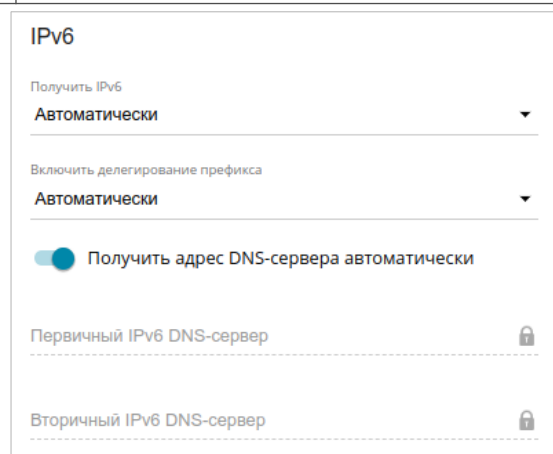 IPv6
Получить IPv6
Автоматически
Включить делегирование префикса
Автоматически
Получить адрес DNS-сервера автоматически
Первичный IPv6 DNS-сервер
Вторичный IPv6 DNS-сервер